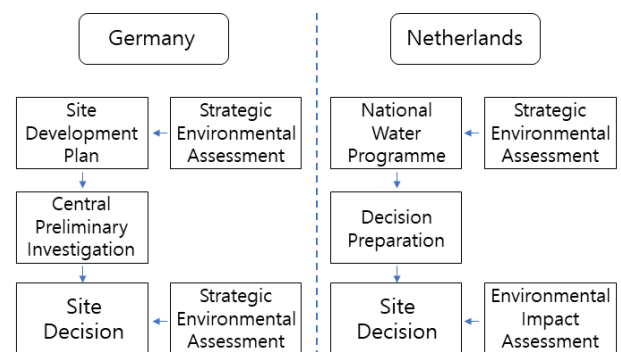 Germany
Netherlands
Site
Development
Plan
Strategic
Environmental
Assessment
National
Water
Programme
Strategic
Environmental
Assessment
Central
Preliminary
Investigation
Decision
Preparation
Site
Decision
Strategic
Environmental
Assessment
Site
Decision
Environmental
Impact
Assessment